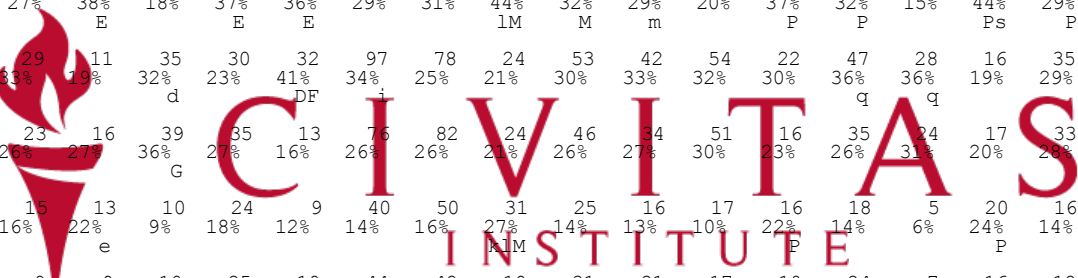 27% 38% 18% 37% 36% 29% 31% 44% 32% 29% 20% 37% 32% 15% 44% 29%
E E E lM M m P P Ps P
29 11 35 30 32 97 78 24 53 42 54 22 47 28 16 35
33% 19% 32% 23% 41% 34% 25% 21% 30% 33% 32% 30% 36% 36% 19% 29%
d DF i q q
CIVITAS
23 16 39 35 13 76 82 24 46 34 51 16 35 24 17 33
26% 27% 36% 27% 16% 26% 26% 21% 26% 27% 30% 23% 26% 31% 20% 28%
G
15 13 10 24 9 40 50 31 25 16 17 16 18 5 20 16
16% 22% 9% 18% 12% 14% 16% 27% 14% 13% 10% 22% 14% 6% 24% 14%
e klM P P
INSTITUTE